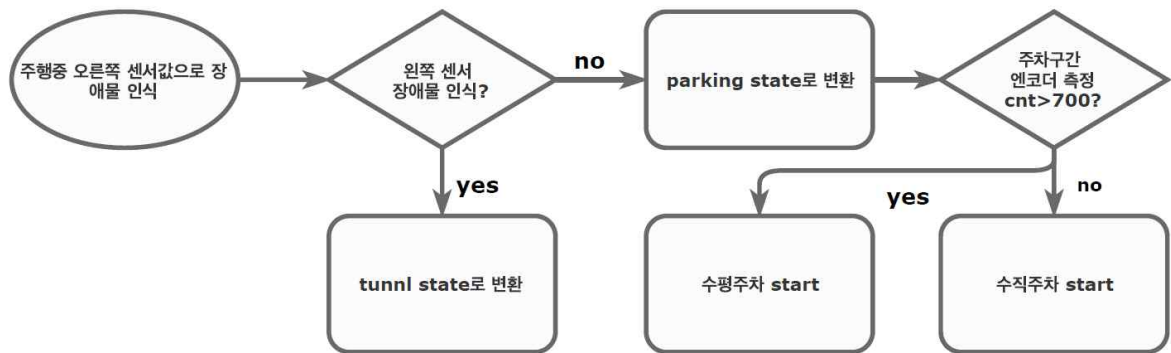 주행중 오른쪽 센서값으로 장
애물 인식
왼쪽 센서
장애물 인식?
no
parking state로 변환
주차구간
엔코더 측정
cnt>700?
yes
yes
no
tunnl state로 변환
수평주차 start
수직주차 start